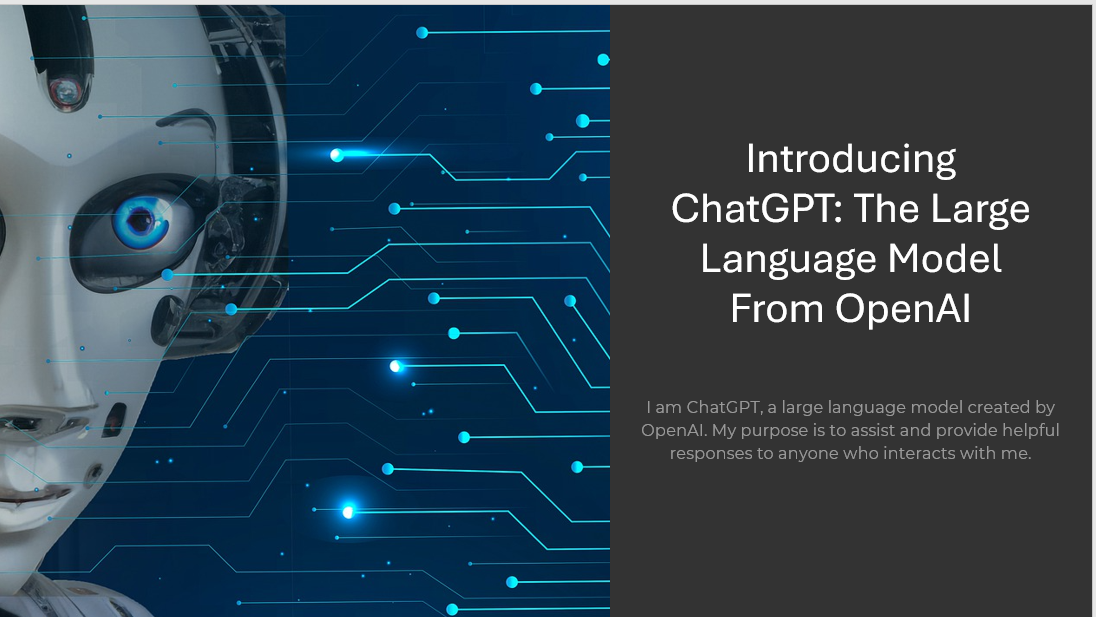 Introducing
ChatGPT: The Large
Language Model
From OpenAI
I am ChatGPT, a large language model created by
OpenAI. My purpose is to assist and provide helpful
responses to anyone who interacts with me.